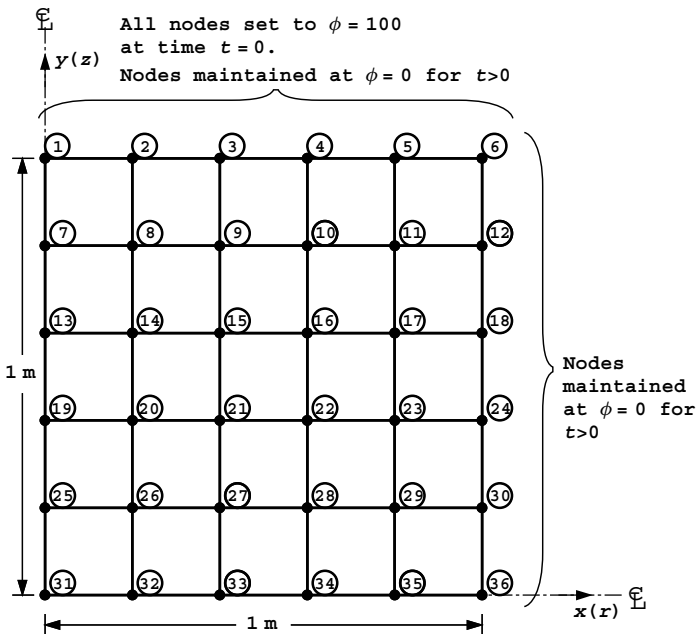 ℄
All nodes set to ϕ = 100
at time t = 0.
y(z)
Nodes maintained at ϕ = 0 for t>0
1 2 3 4 5 6
7 8 9 10 11 12
13 14 15 16 17 18
1 m
Nodes
maintained
at ϕ = 0 for
t>0
19 20 21 22 23 24
25 26 27 28 29 30
31 32 33 34 35 36
x(r)
℄
1 m